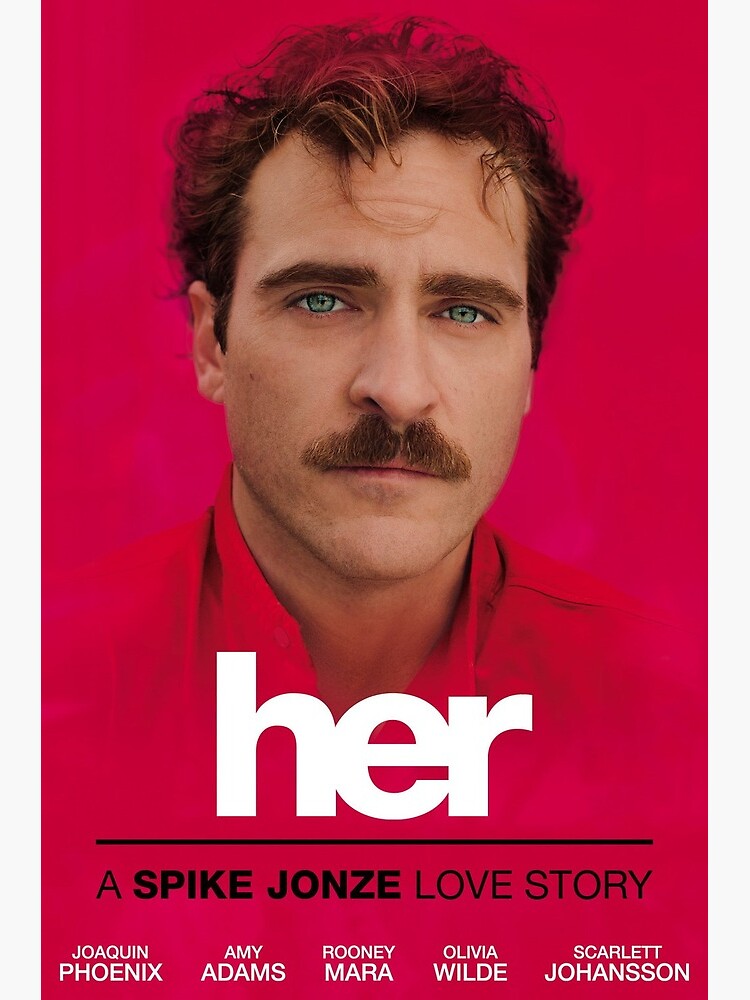 her
A SPIKE JONZE LOVE STORY
JOAQUIN PHOENIX
AMY ADAMS
ROONEY MARA
OLIVIA WILDE
SCARLETT JOHANSSON